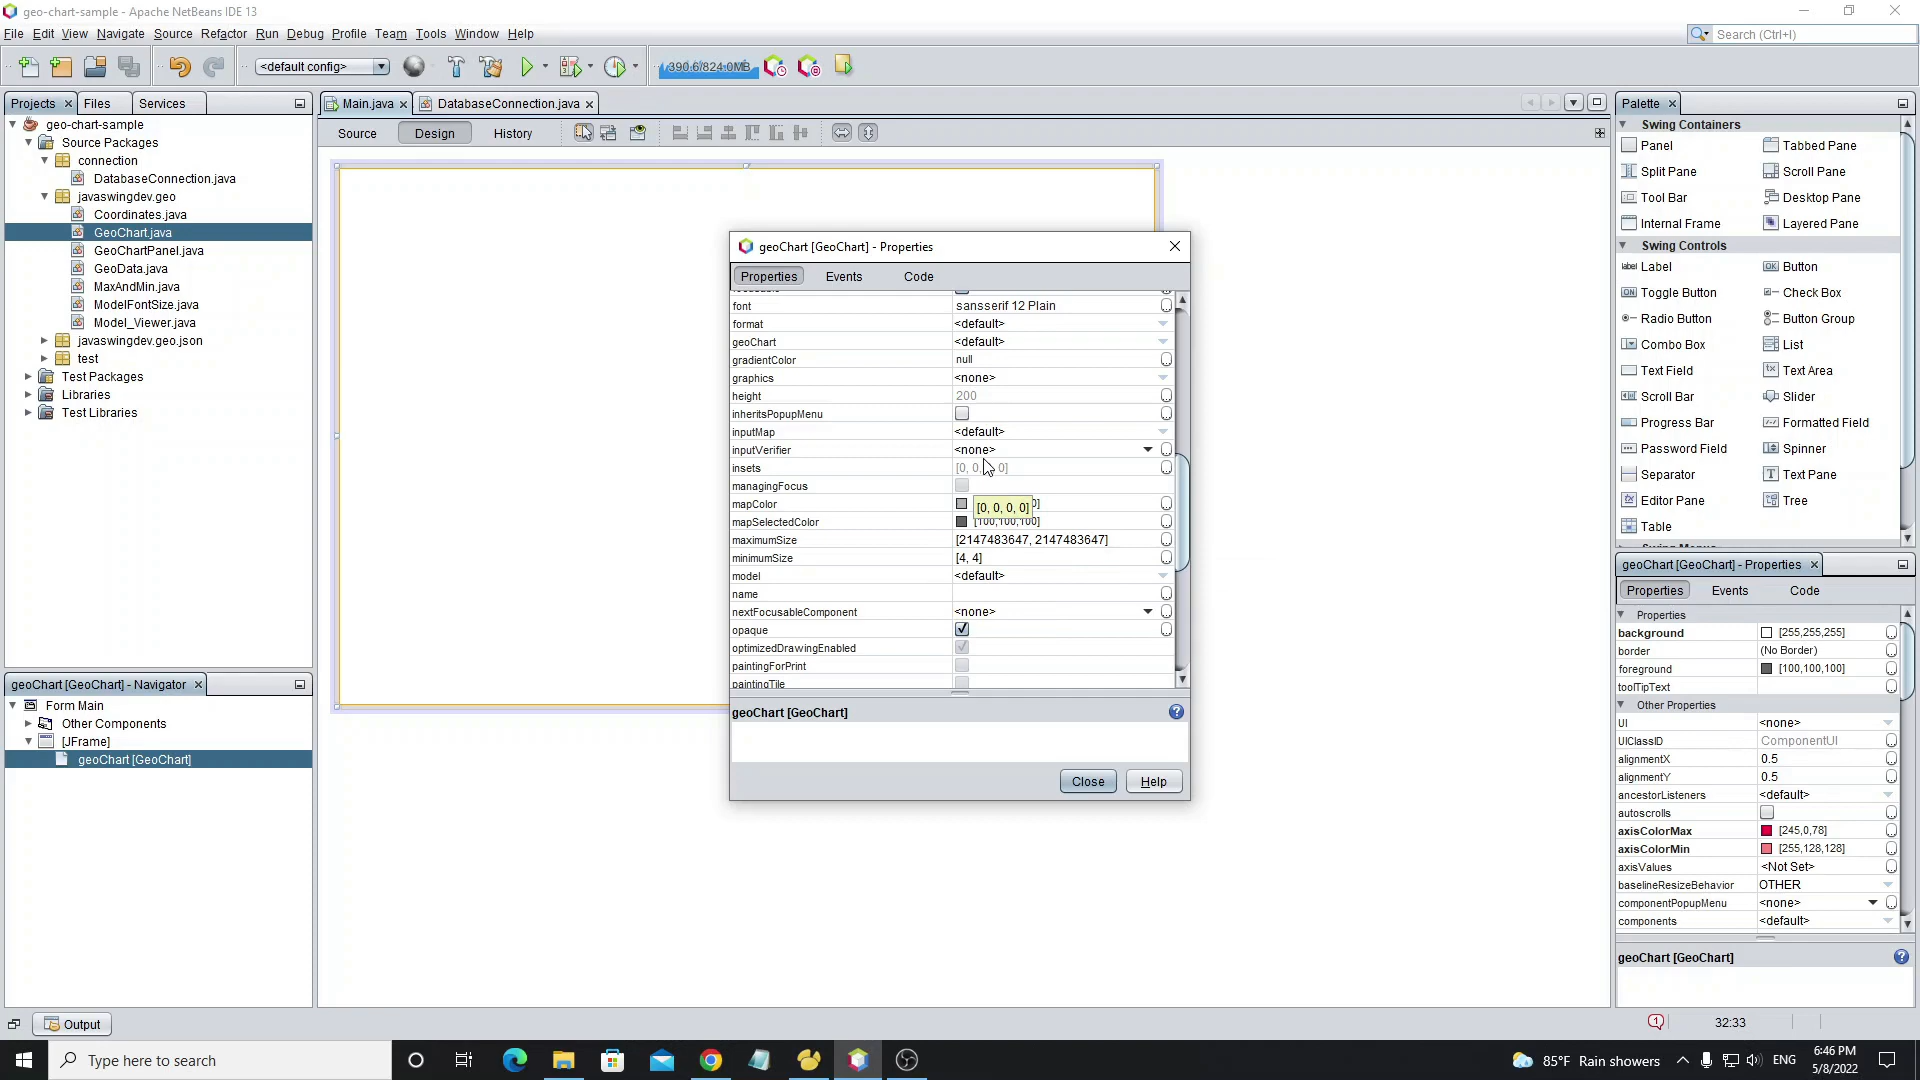 geo-chart-sample - Apache NetBeans IDE 13
File Edit View Navigate Source Refactor Run Debug Profile Team Tools Window Help
Search (Ctrl+I)
<default config>
390.6/824.0MB
Projects Files Services
geo-chart-sample
Source Packages
connection
DatabaseConnection.java
javaswingdev.geo
Coordinates.java
GeoChart.java
GeoChartPanel.java
GeoData.java
MaxAndMin.java
ModelFontSize.java
Model_Viewer.java
javaswingdev.geo.json
test
Test Packages
Libraries
Test Libraries
geoChart [GeoChart] - Navigator
Form Main
Other Components
[JFrame]
geoChart [GeoChart]
Output
Main.java DatabaseConnection.java
Source Design History
geoChart [GeoChart] - Properties
Properties Events Code
font sansserif 12 Plain
format <default>
geoChart <default>
gradientColor null
graphics <none>
height 200
inheritsPopupMenu
inputMap <default>
inputVerifier <none>
insets [0, 0, 0]
managingFocus
mapColor 0]
[0, 0, 0, 0]
mapSelectedColor [100,100,100]
maximumSize [2147483647, 2147483647]
minimumSize [4, 4]
model <default>
name
nextFocusableComponent <none>
opaque
optimizedDrawingEnabled
paintingForPrint
paintingTile
geoChart [GeoChart]
Close Help
Palette
Swing Containers
Panel Tabbed Pane
Split Pane Scroll Pane
Tool Bar Desktop Pane
Internal Frame Layered Pane
Swing Controls
label Label OK Button
Toggle Button Check Box
Radio Button Button Group
Combo Box List
Text Field Text Area
Scroll Bar Slider
Progress Bar Formatted Field
Password Field Spinner
Separator Text Pane
Editor Pane Tree
Table
Swing Menus
geoChart [GeoChart] - Properties
Properties Events Code
Properties
background [255,255,255]
border (No Border)
foreground [100,100,100]
toolTipText
Other Properties
UI <none>
UIClassID ComponentUI
alignmentX 0.5
alignmentY 0.5
ancestorListeners <default>
autoscrolls
axisColorMax [245,0,78]
axisColorMin [255,128,128]
axisValues <Not Set>
baselineResizeBehavior OTHER
componentPopupMenu <none>
components <default>
geoChart [GeoChart]
1 32:33
Type here to search
85°F Rain showers ENG
6:46 PM
5/8/2022